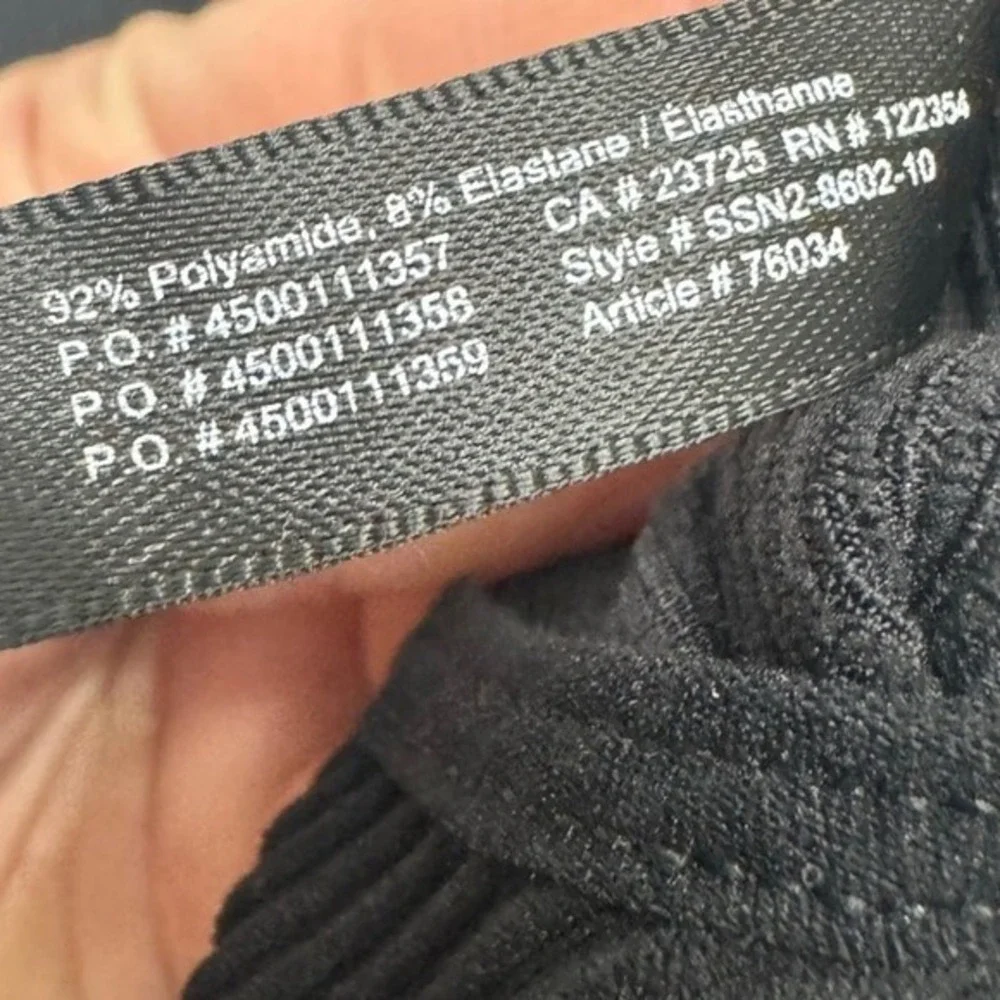 92% Polyamide, 8% Elastane / Élasthanne
P.O. # 4500111357
P.O. # 4500111358
P.O. # 4500111359
CA # 23725 RN # 122354
Style # SSN2-8602-10
Article # 76034